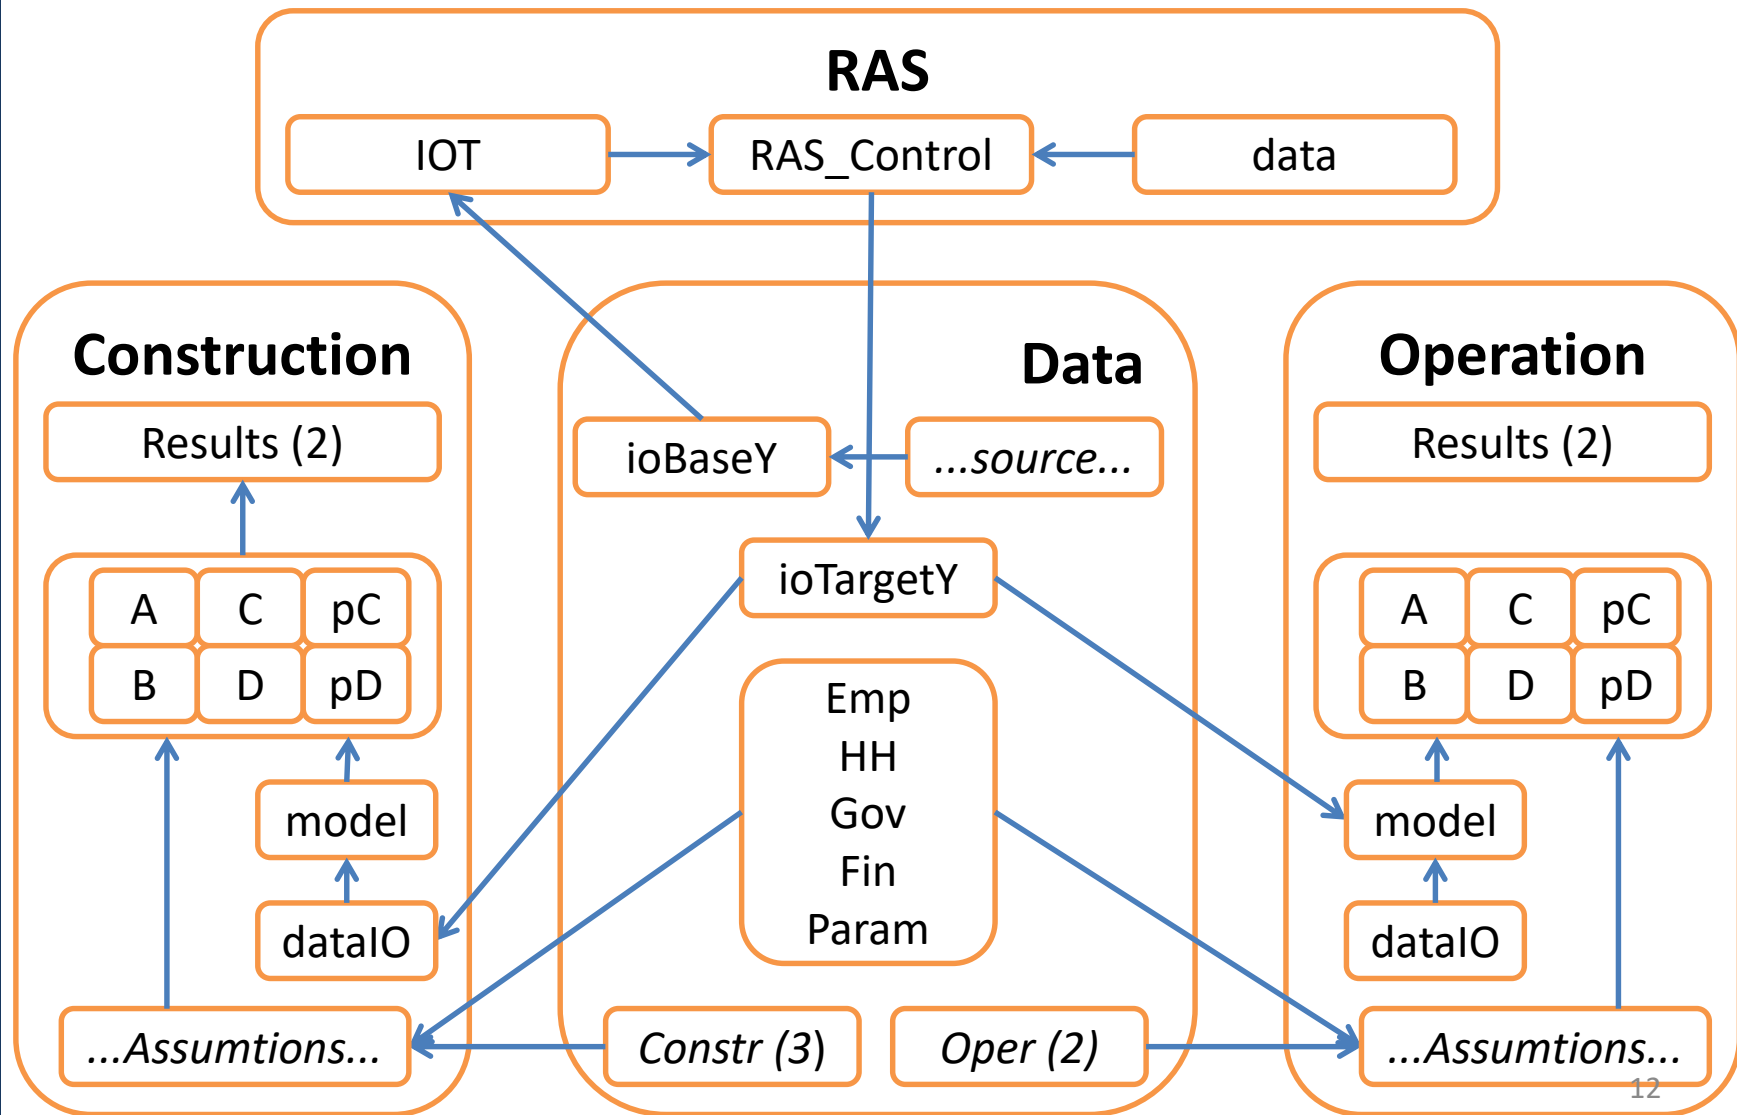 RAS
IOT
RAS_Control
data
Construction
Results (2)
A C pC
B D pD
model
dataIO
...Assumtions...
Data
ioBaseY
...source...
ioTargetY
Emp
HH
Gov
Fin
Param
Constr (3)
Oper (2)
Operation
Results (2)
A C pC
B D pD
model
dataIO
...Assumtions...
12